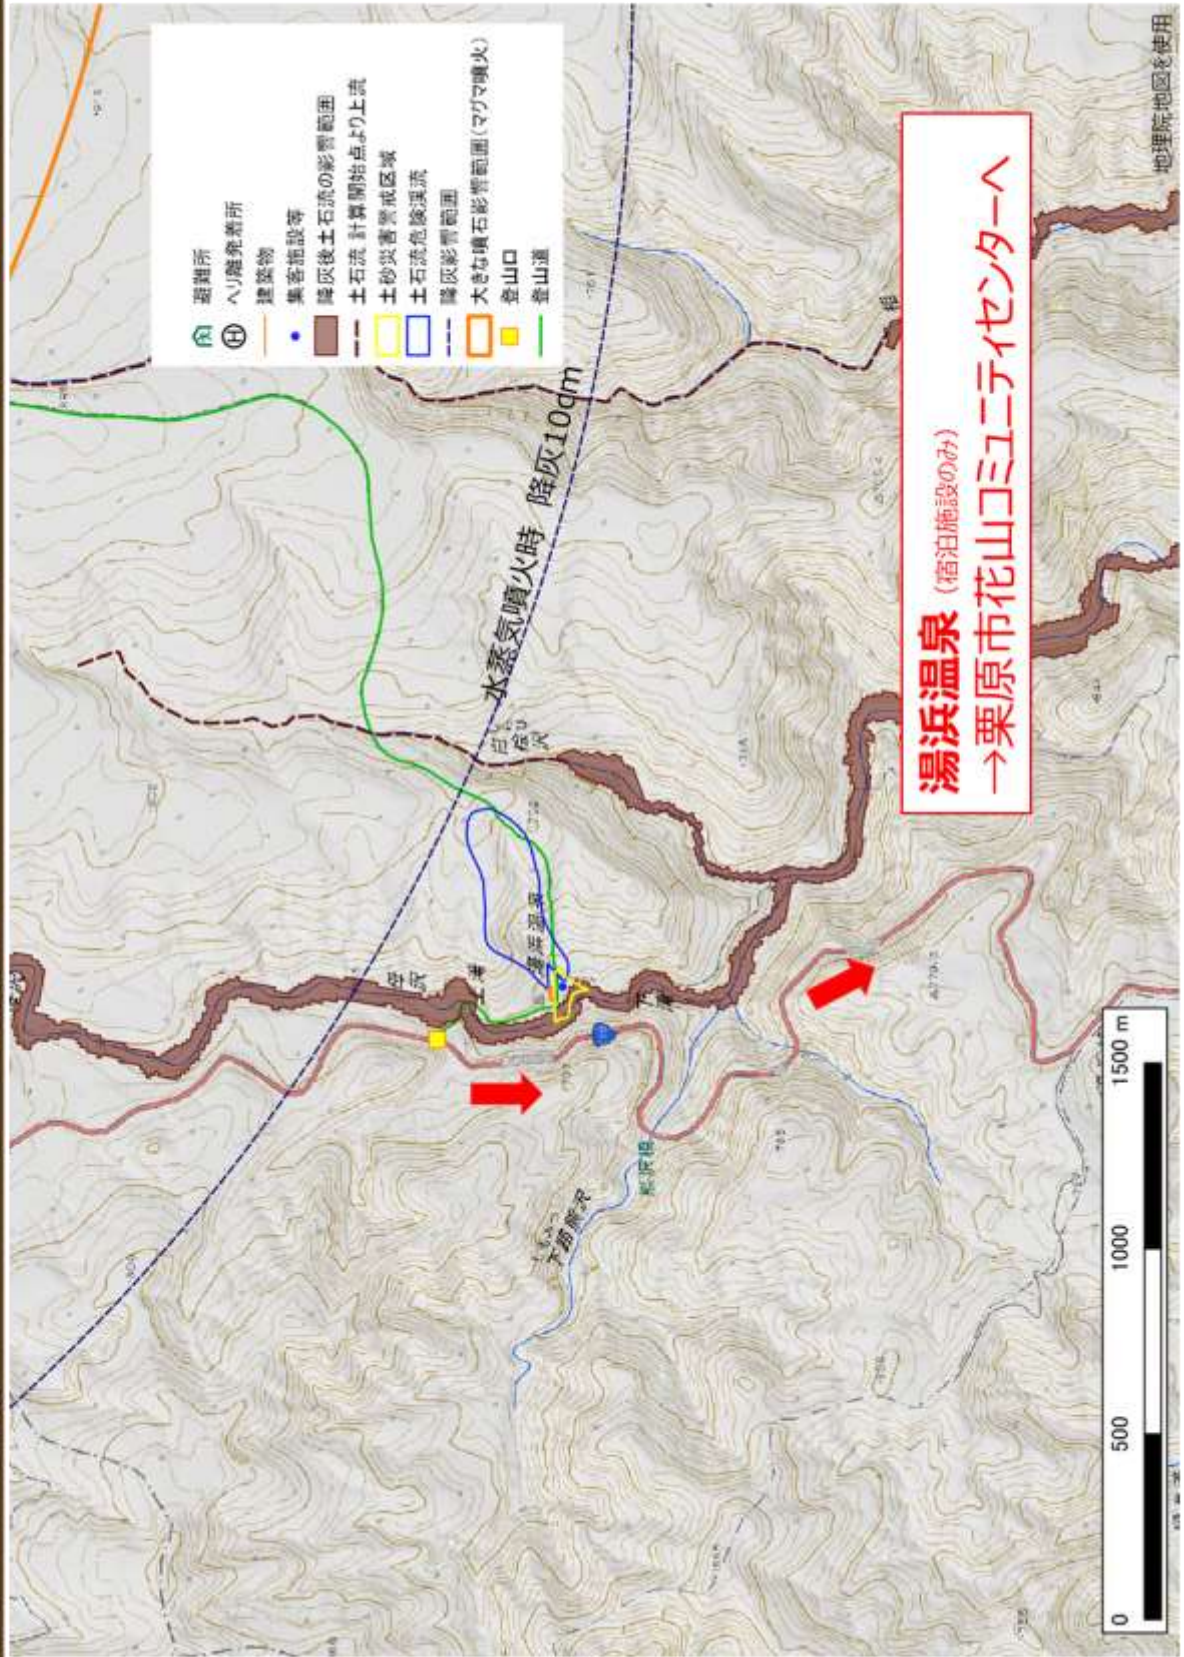 避難所
ヘリ離発着所
建築物
集客施設等
降灰後土石流の影響範囲
土石流 計算開始点より上流
土砂災害警戒区域
土石流危険渓流
降灰影響範囲
大きな噴石影響範囲(マグマ噴火)
登山口
登山道
水蒸気噴火時 降灰10cm
湯浜温泉
湯浜温泉 (宿泊施設のみ)
→栗原市花山コミュニティセンターへ
0 500 1000 1500 m
地理院地図を使用